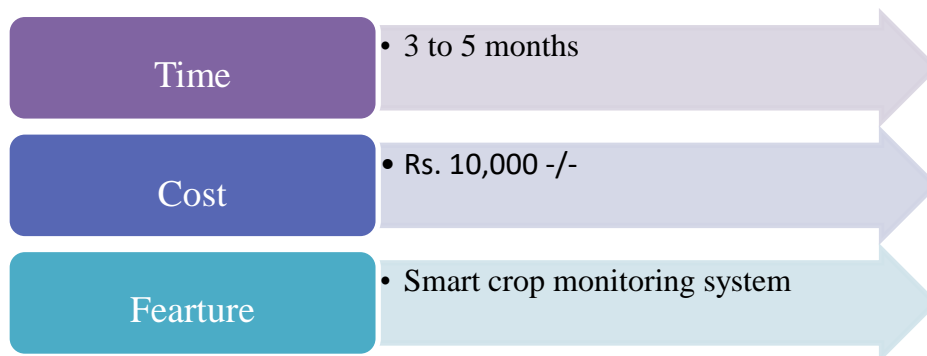 Time
• 3 to 5 months
Cost
• Rs. 10,000 -/-
Fearture
• Smart crop monitoring system